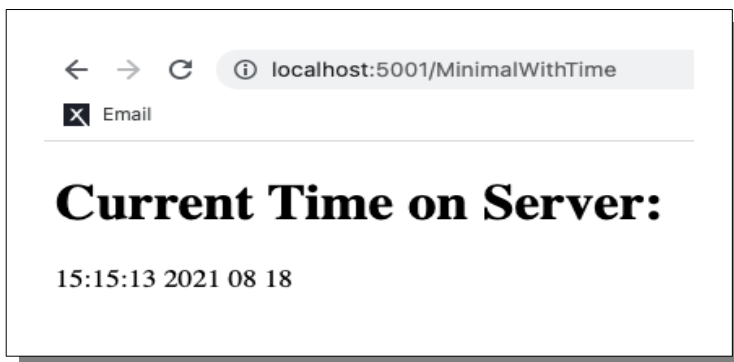 localhost:5001/MinimalWithTime
Email
Current Time on Server:
15:15:13 2021 08 18